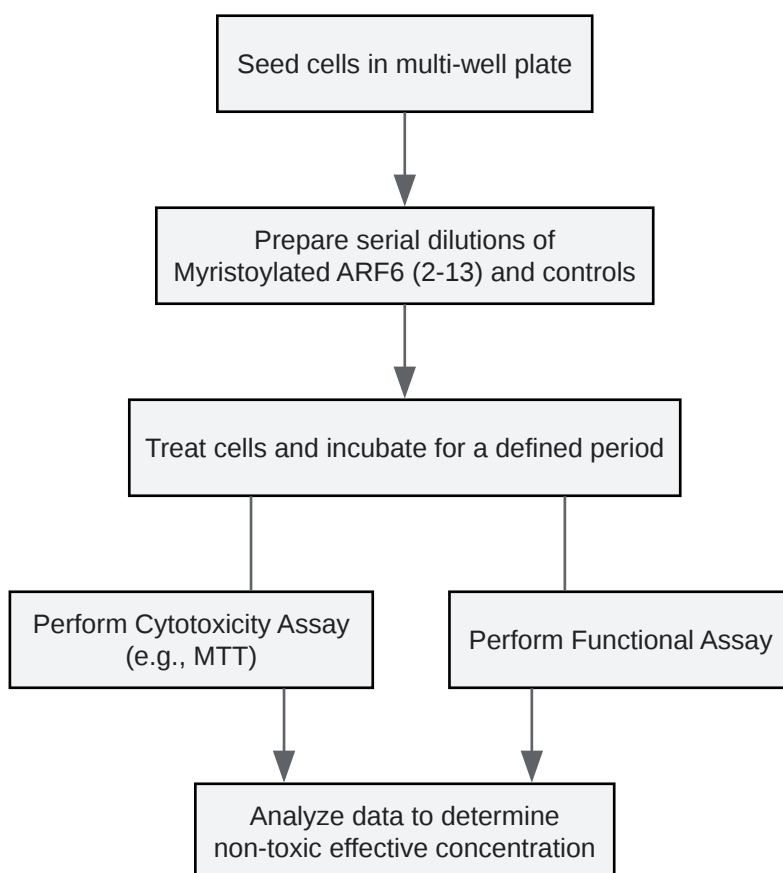 Seed cells in multi-well plate
Prepare serial dilutions of
Myristoylated ARF6 (2-13) and controls
Treat cells and incubate for a defined period
Perform Cytotoxicity Assay
(e.g., MTT)
Perform Functional Assay
Analyze data to determine
non-toxic effective concentration